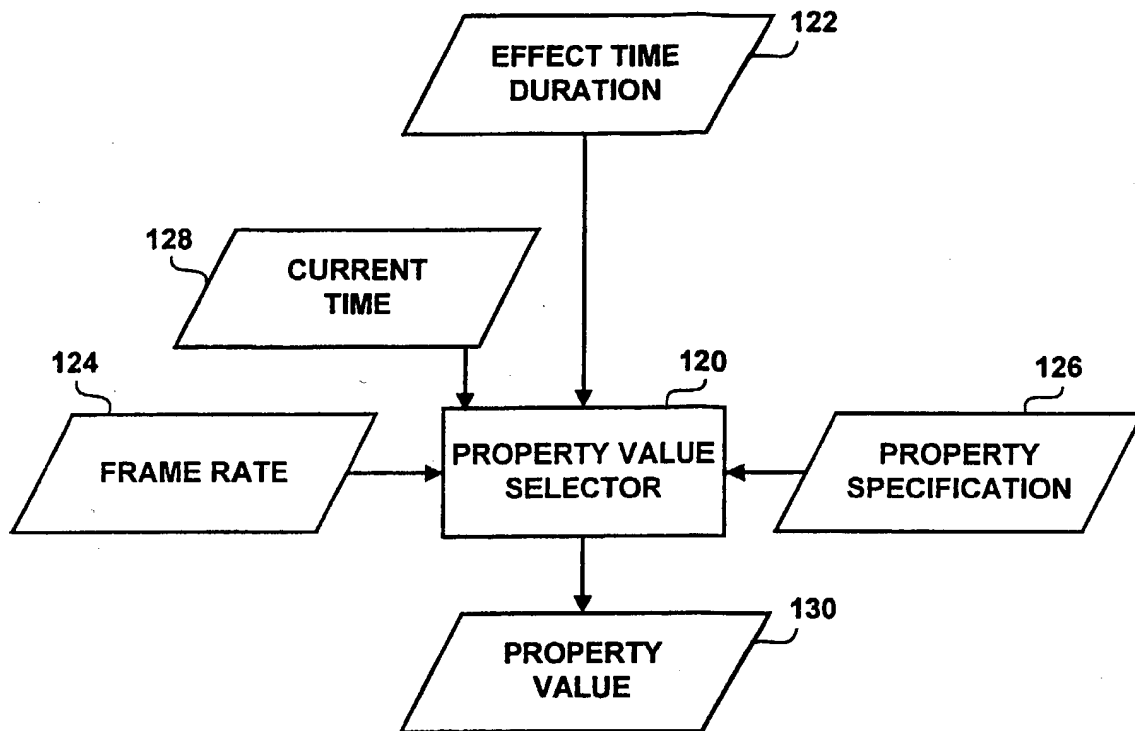 122
EFFECT TIME
DURATION
128
CURRENT
TIME
124
FRAME RATE
120
PROPERTY VALUE
SELECTOR
126
PROPERTY
SPECIFICATION
130
PROPERTY
VALUE